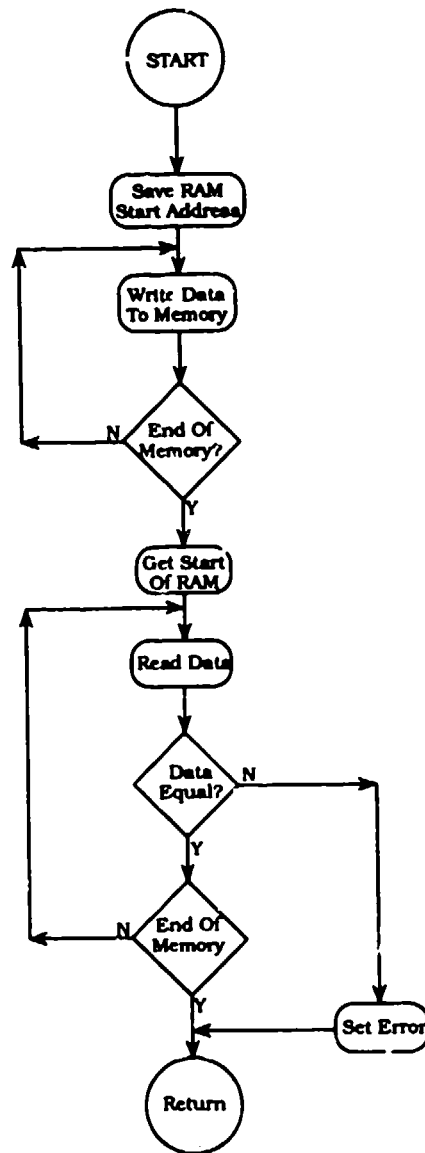 START
Save RAM
Start Address
Write Data
To Memory
End Of
Memory?
N
Y
Get Start
Of RAM
Read Data
Data
Equal?
N
Y
End Of
Memory
N
Y
Set Error
Return